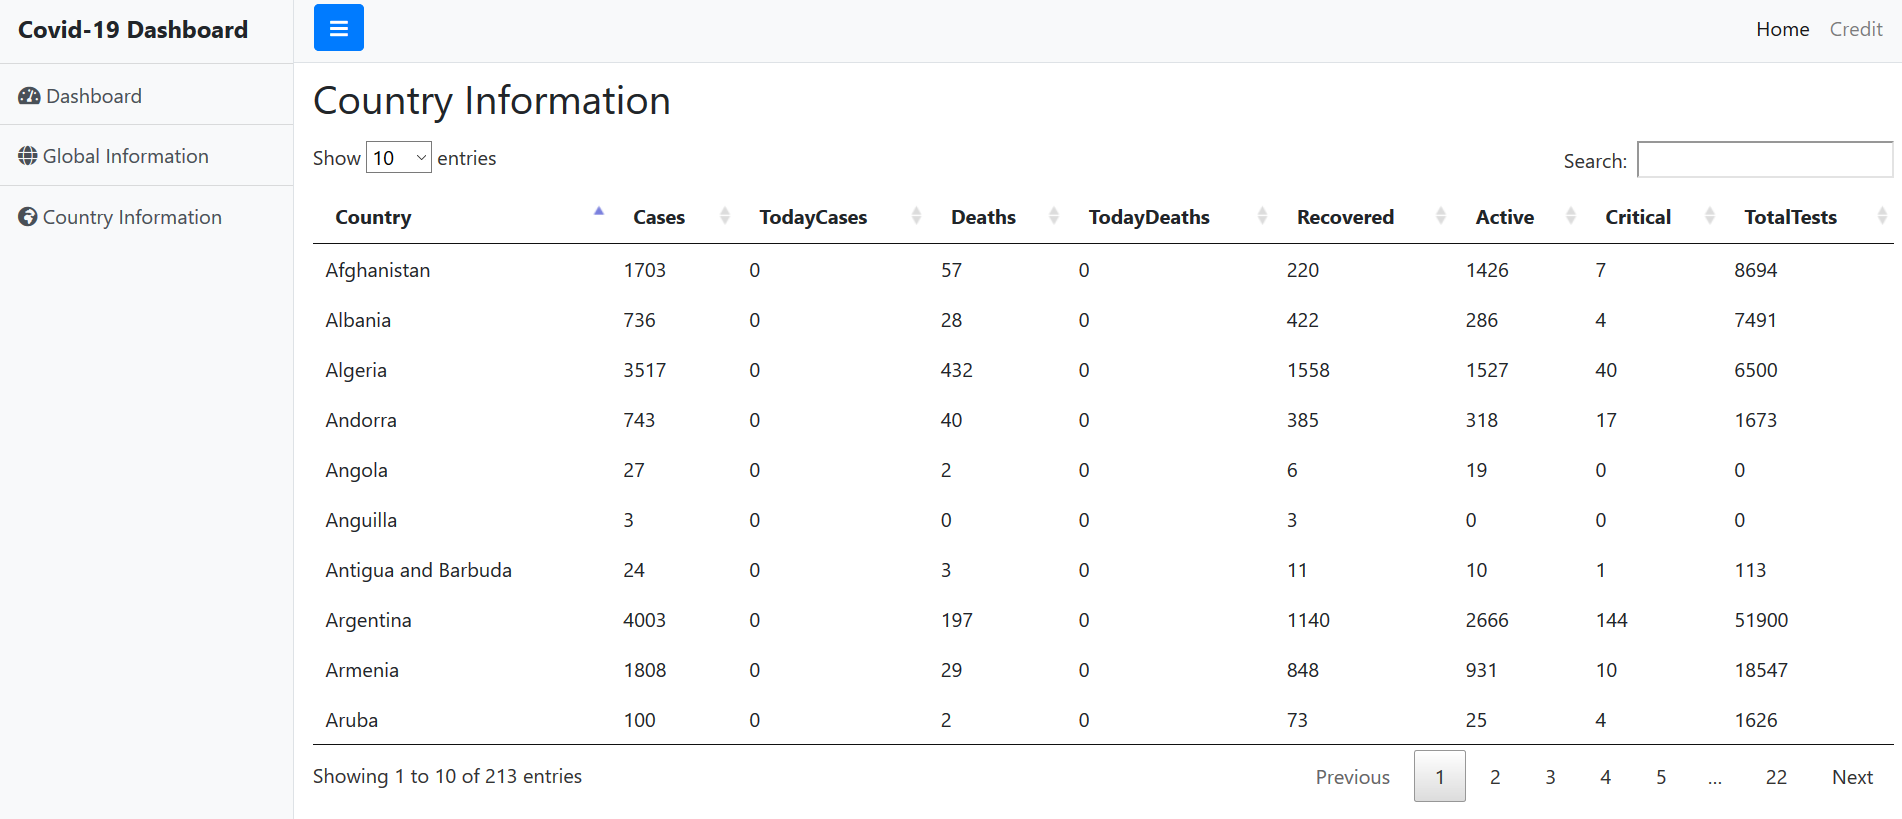 Covid-19 Dashboard
Home Credit
Dashboard
Global Information
Country Information
Country Information
Show 10 entries
Search:
Country Cases TodayCases Deaths TodayDeaths Recovered Active Critical TotalTests
Afghanistan 1703 0 57 0 220 1426 7 8694
Albania 736 0 28 0 422 286 4 7491
Algeria 3517 0 432 0 1558 1527 40 6500
Andorra 743 0 40 0 385 318 17 1673
Angola 27 0 2 0 6 19 0 0
Anguilla 3 0 0 0 3 0 0 0
Antigua and Barbuda 24 0 3 0 11 10 1 113
Argentina 4003 0 197 0 1140 2666 144 51900
Armenia 1808 0 29 0 848 931 10 18547
Aruba 100 0 2 0 73 25 4 1626
Showing 1 to 10 of 213 entries
Previous 1 2 3 4 5 … 22 Next